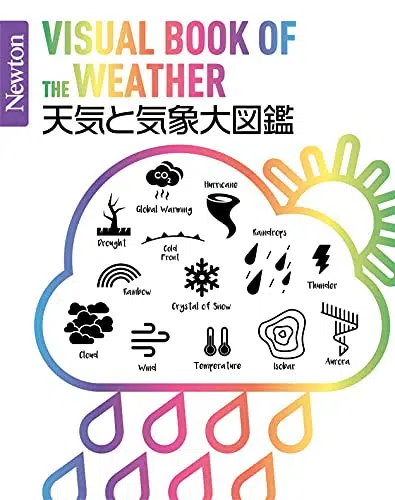 Newton
VISUAL BOOK OF
THE WEATHER
天気と気象大図鑑
CO2
Global Warming
Hurricane
Drought
Cold
Front
Raindrops
Rainbow
Crystal of Snow
Thunder
Cloud
Wind
Temperature
Isobar
Aurora